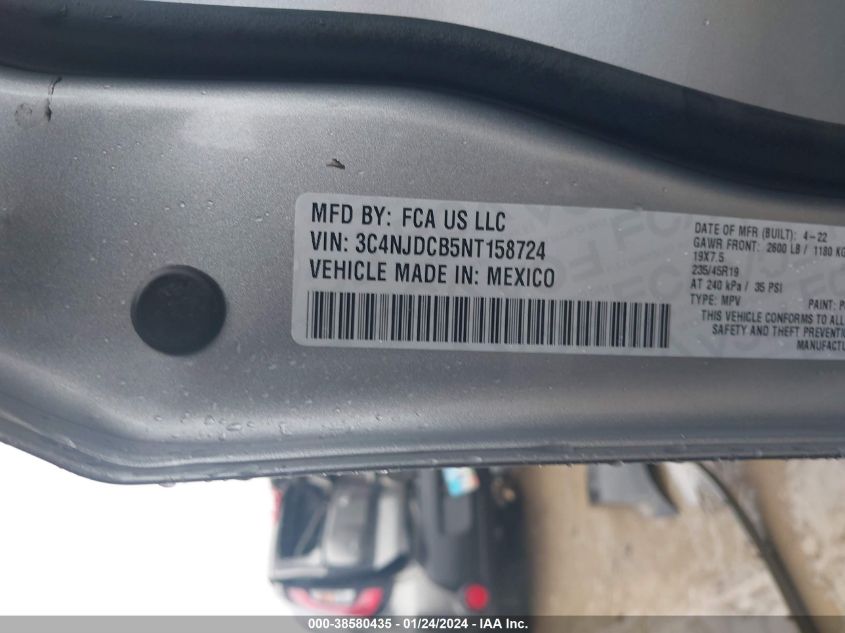 MFD BY: FCA US LLC
VIN: 3C4NJDCB5NT158724
VEHICLE MADE IN: MEXICO
DATE OF MFR (BUILT): 4-22
GAWR FRONT: 2600 LB / 1180 KG
19X7.5
235/45R19
AT 240 kPa / 35 PSI
TYPE: MPV PAINT:
THIS VEHICLE CONFORMS TO ALL
SAFETY AND THEFT
000-38580435 - 01/24/2024 - IAA Inc.